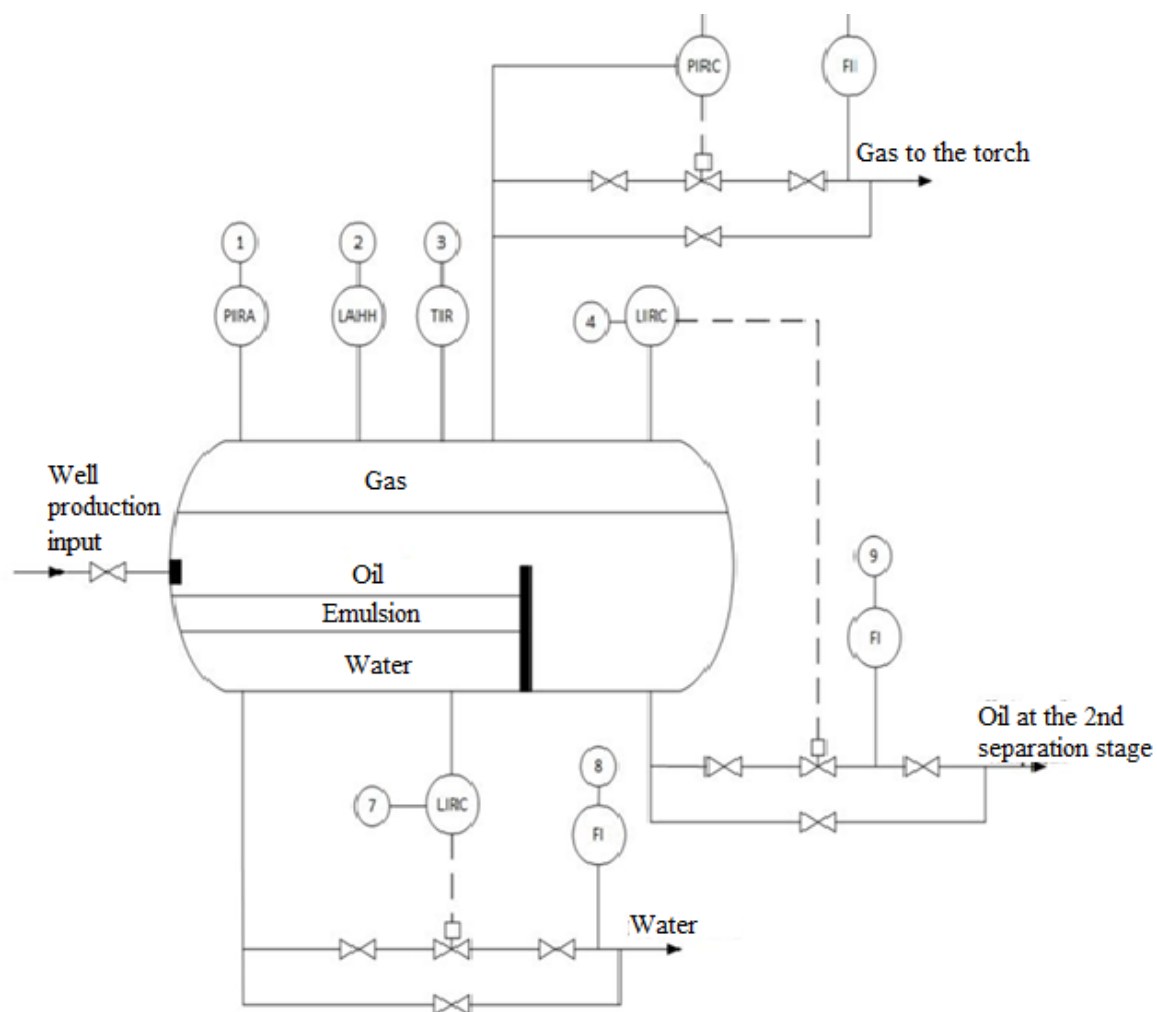 PIRC
FI
Gas to the torch
1
2
3
PIRA
LAHH
TIR
4
LIRC
Well
production
input
Gas
Oil
Emulsion
Water
9
FI
Oil at the 2nd
separation stage
7
LIRC
8
FI
Water